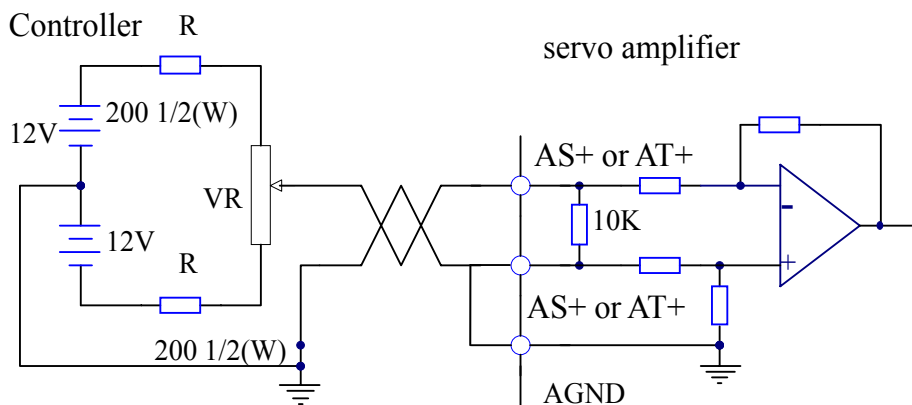 Controller
R
servo amplifier
200 1/2(W)
12V
AS+ or AT+
VR
10K
-
12V
R
+
AS+ or AT+
200 1/2(W)
AGND